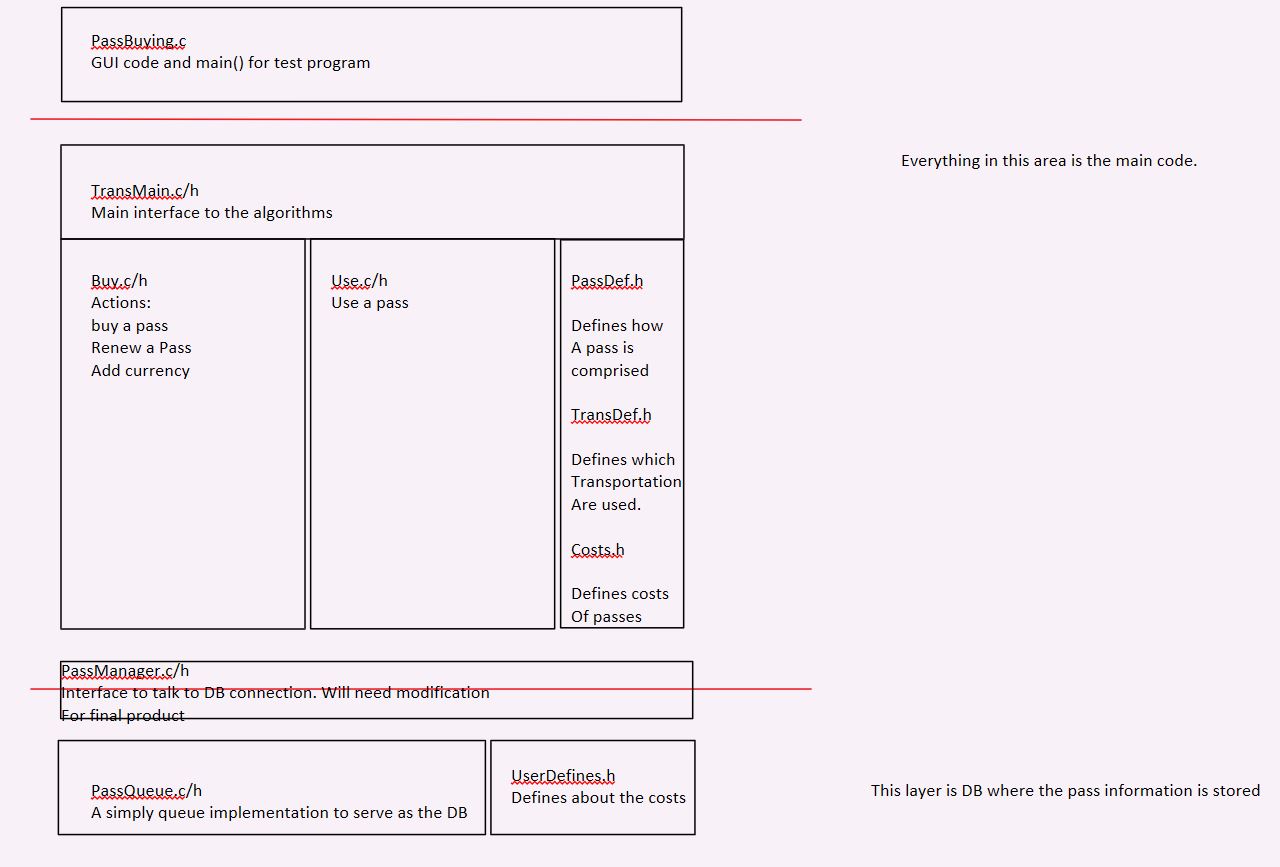 PassBuying.c
GUI code and main() for test program
Everything in this area is the main code.
TransMain.c/h
Main interface to the algorithms
Buy.c/h
Actions:
buy a pass
Renew a Pass
Add currency
Use.c/h
Use a pass
PassDef.h
Defines how
A pass is
comprised
TransDef.h
Defines which
Transportation
Are used.
Costs.h
Defines costs
Of passes
PassManager.c/h
Interface to talk to DB connection. Will need modification
For final product
PassQueue.c/h
A simply queue implementation to serve as the DB
UserDefines.h
Defines about the costs
This layer is DB where the pass information is stored